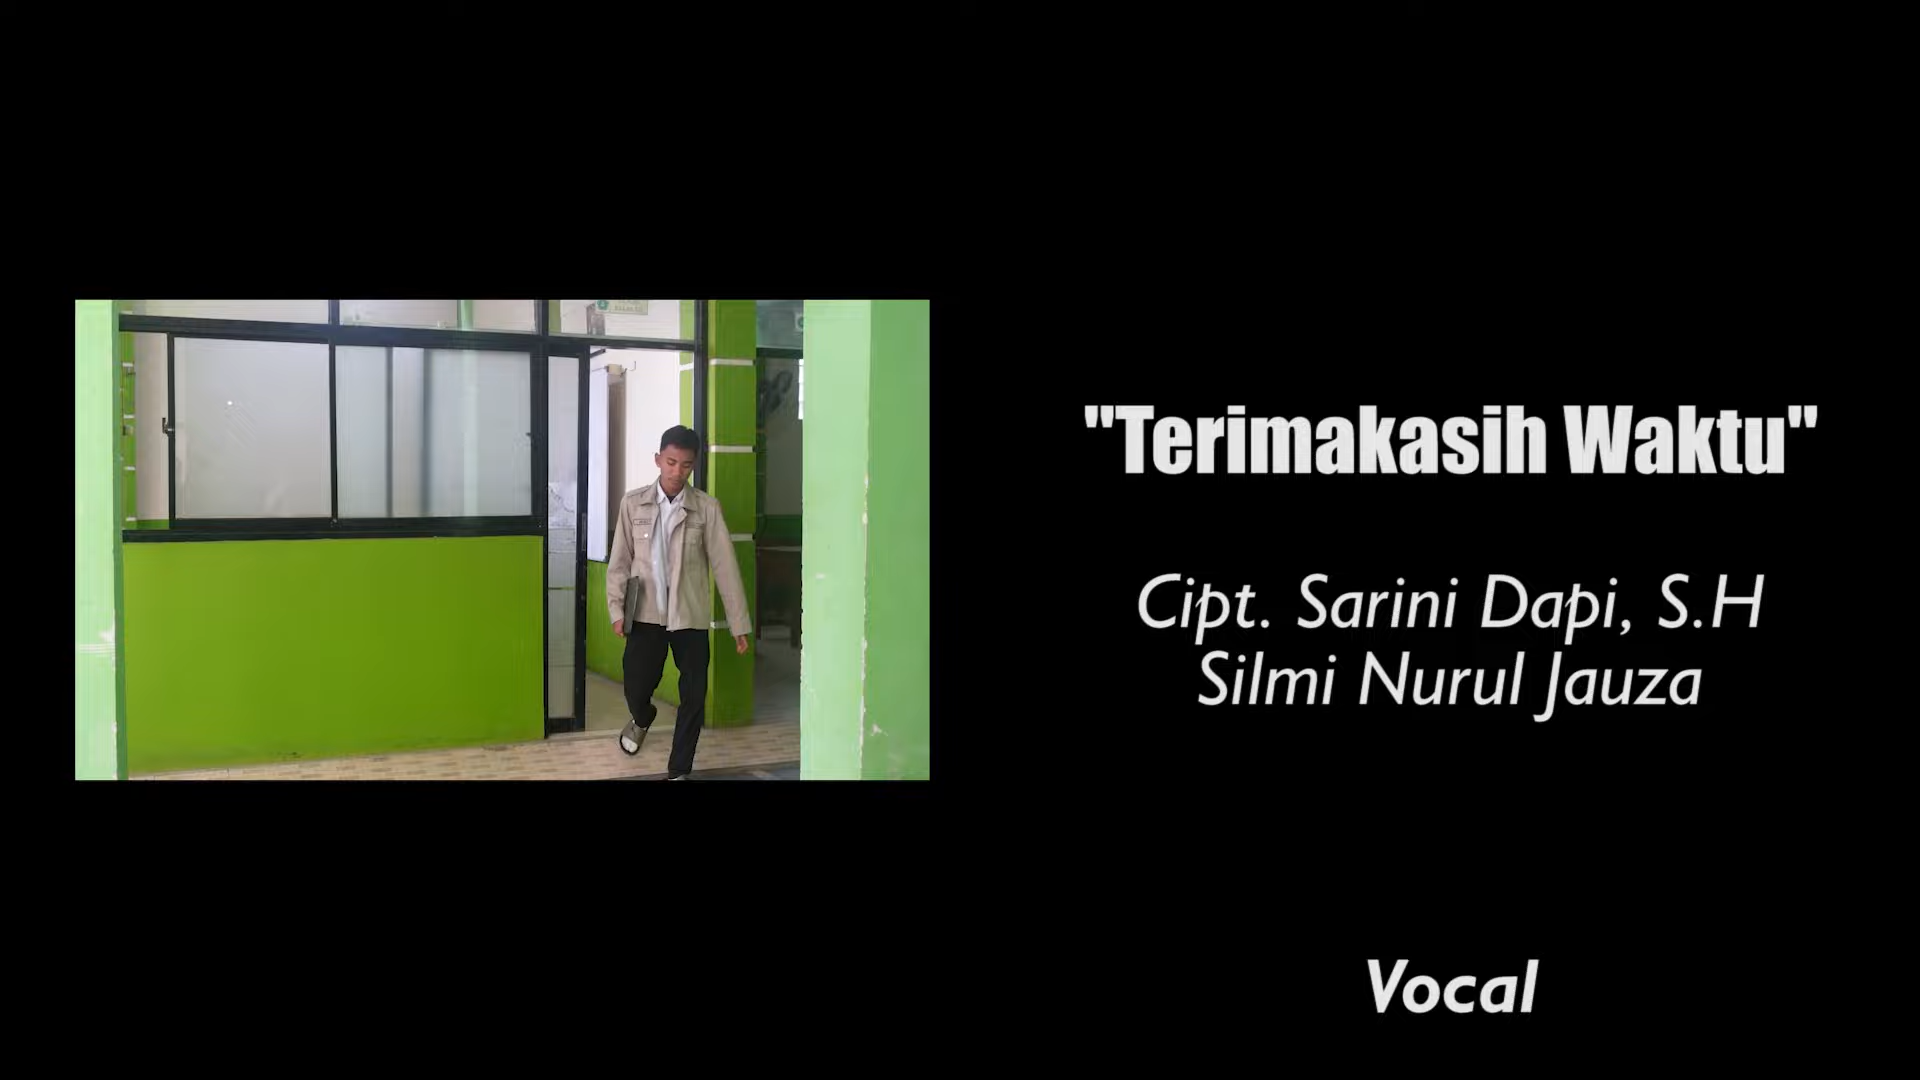 "Terimakasih Waktu"
Cipt. Sarini Dapi, S.H
Silmi Nurul Jauza
Vocal